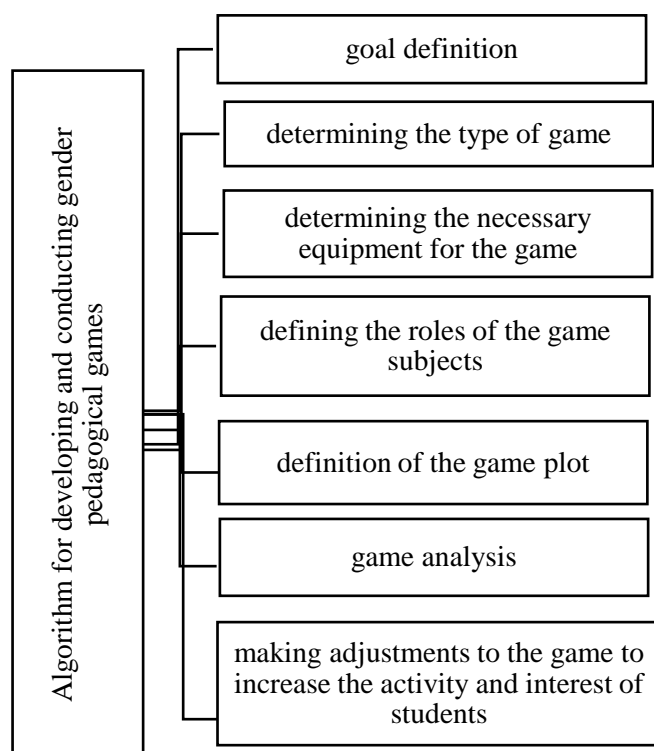 Algorithm for developing and conducting gender
pedagogical games
goal definition
determining the type of game
determining the necessary
equipment for the game
defining the roles of the game
subjects
definition of the game plot
game analysis
making adjustments to the game to
increase the activity and interest of
students